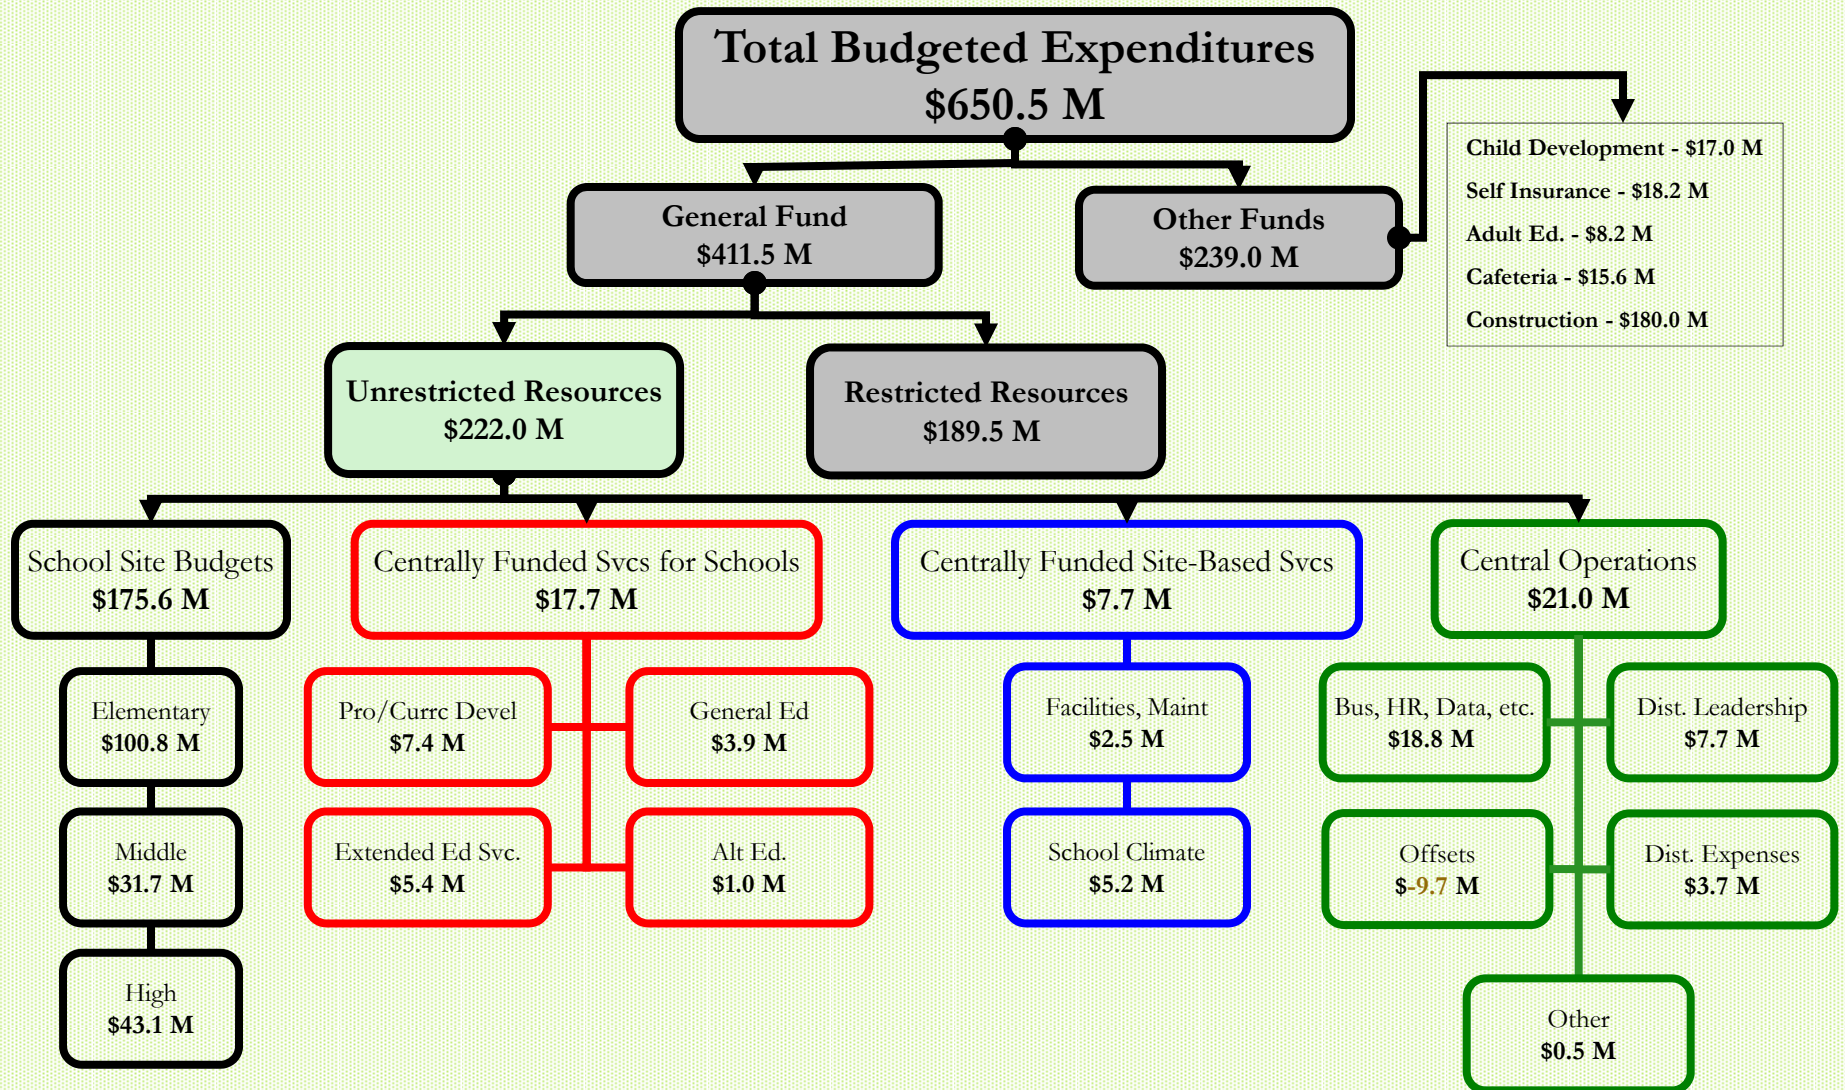 Total Budgeted Expenditures
$650.5 M
Child Development - $17.0 M
Self Insurance - $18.2 M
Adult Ed. - $8.2 M
Cafeteria - $15.6 M
Construction - $180.0 M
General Fund
$411.5 M
Other Funds
$239.0 M
Unrestricted Resources
$222.0 M
Restricted Resources
$189.5 M
School Site Budgets
$175.6 M
Centrally Funded Svcs for Schools
$17.7 M
Centrally Funded Site-Based Svcs
$7.7 M
Central Operations
$21.0 M
Elementary
$100.8 M
Middle
$31.7 M
High
$43.1 M
Pro/Currc Devel
$7.4 M
General Ed
$3.9 M
Extended Ed Svc.
$5.4 M
Alt Ed.
$1.0 M
Facilities, Maint
$2.5 M
School Climate
$5.2 M
Bus, HR, Data, etc.
$18.8 M
Dist. Leadership
$7.7 M
Offsets
$-9.7 M
Dist. Expenses
$3.7 M
Other
$0.5 M